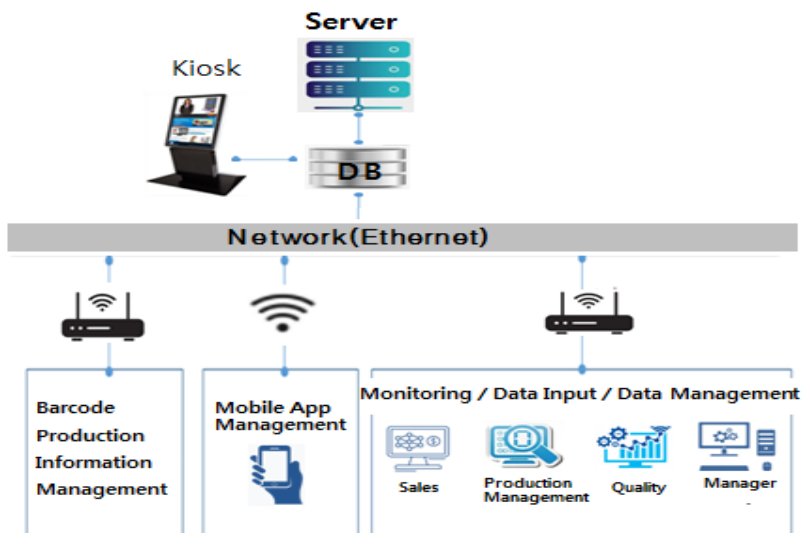 Server
Kiosk
DB
Network(Ethernet)
Barcode
Production
Information
Management
Mobile App
Management
Monitoring / Data Input / Data Management
Sales
Production
Management
Quality
Manager